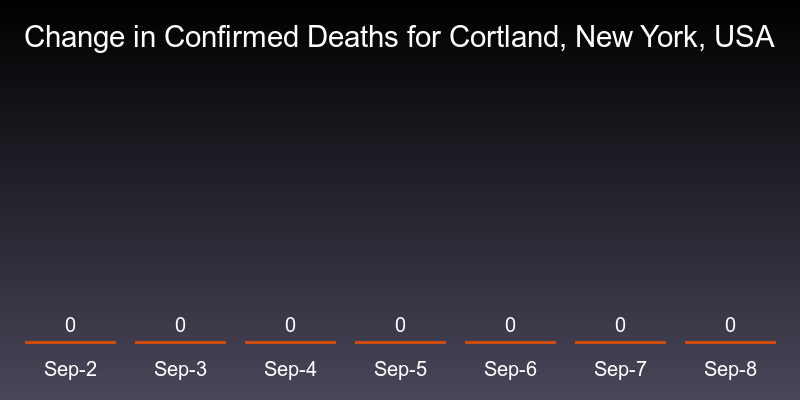 Change in Confirmed Deaths for Cortland, New York, USA
0 0 0 0 0 0 0
Sep-2 Sep-3 Sep-4 Sep-5 Sep-6 Sep-7 Sep-8